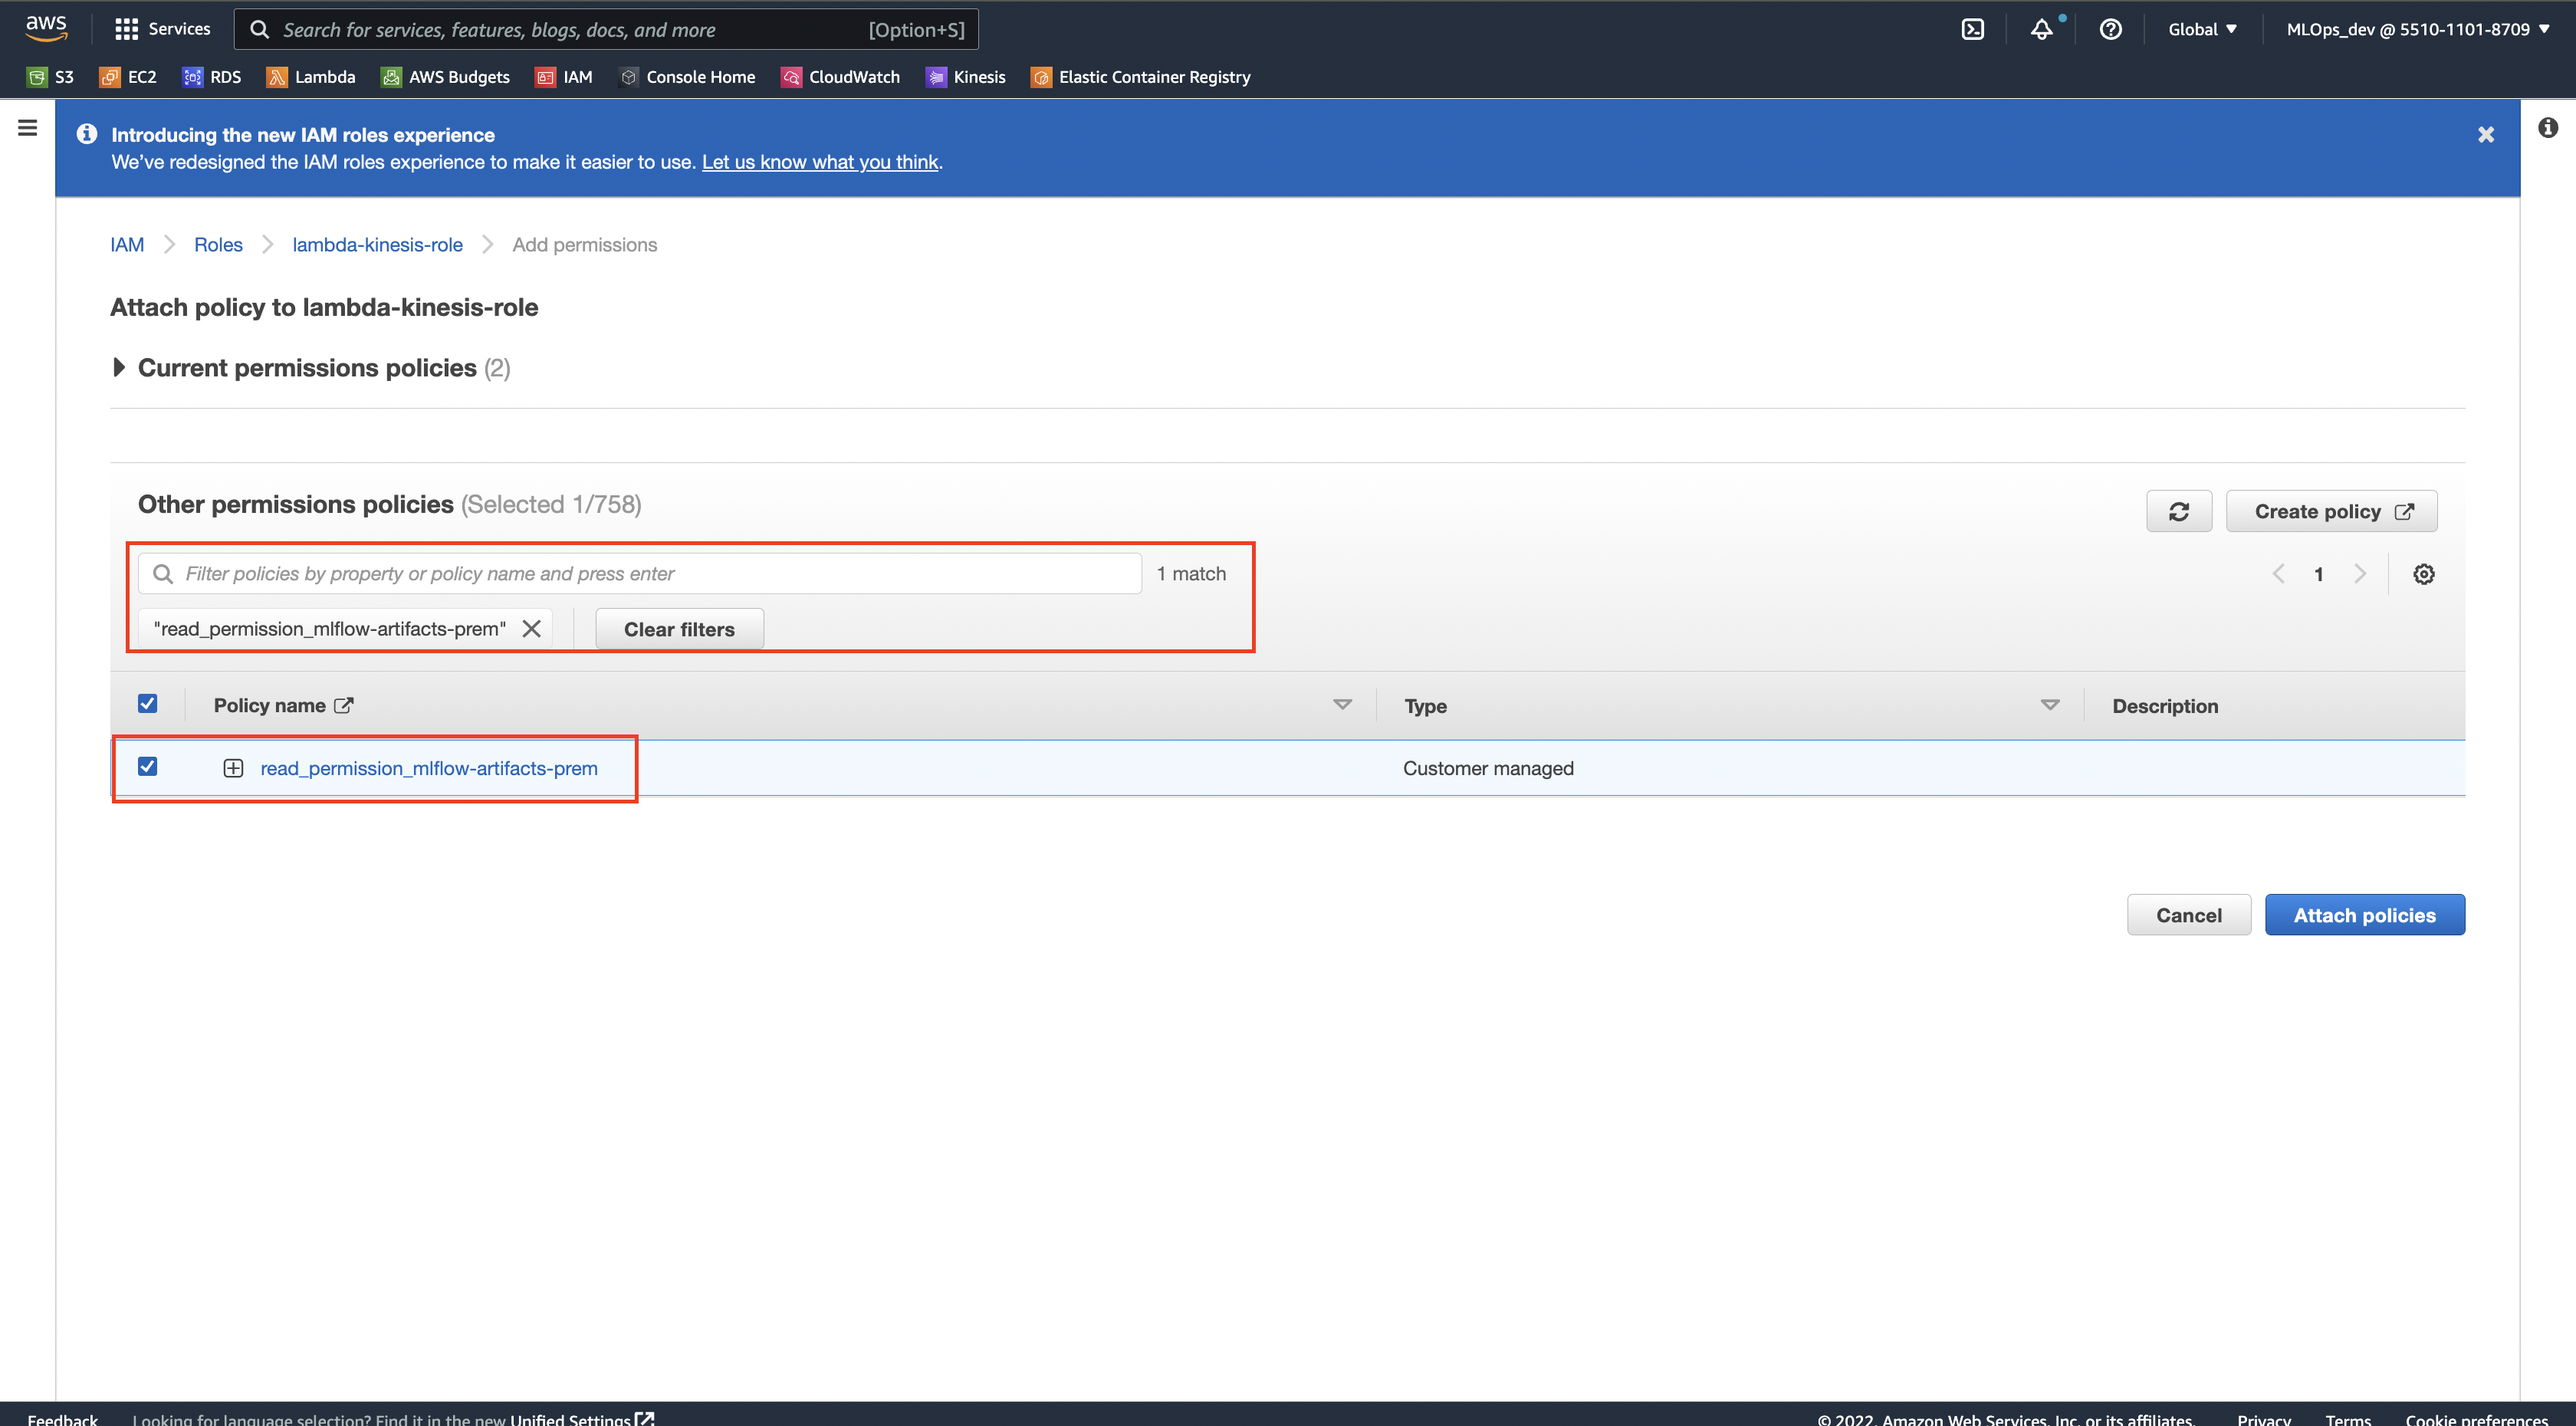 aws
Services
Search for services, features, blogs, docs, and more [Option+S]
Global ▼
MLOps_dev @ 5510-1101-8709 ▼
S3 EC2 RDS Lambda AWS Budgets IAM Console Home CloudWatch Kinesis Elastic Container Registry
Introducing the new IAM roles experience
We've redesigned the IAM roles experience to make it easier to use. Let us know what you think.
IAM > Roles > lambda-kinesis-role > Add permissions
Attach policy to lambda-kinesis-role
Current permissions policies (2)
Other permissions policies (Selected 1/758)
Create policy
Filter policies by property or policy name and press enter
1 match
1
"read_permission_mlflow-artifacts-prem"
Clear filters
Policy name Type Description
read_permission_mlflow-artifacts-prem Customer managed
Cancel Attach policies
Feedback Looking for language selection? Find it in the new Unified Settings © 2022, Amazon Web Services, Inc. or its affiliates. Privacy Terms Cookie preferences